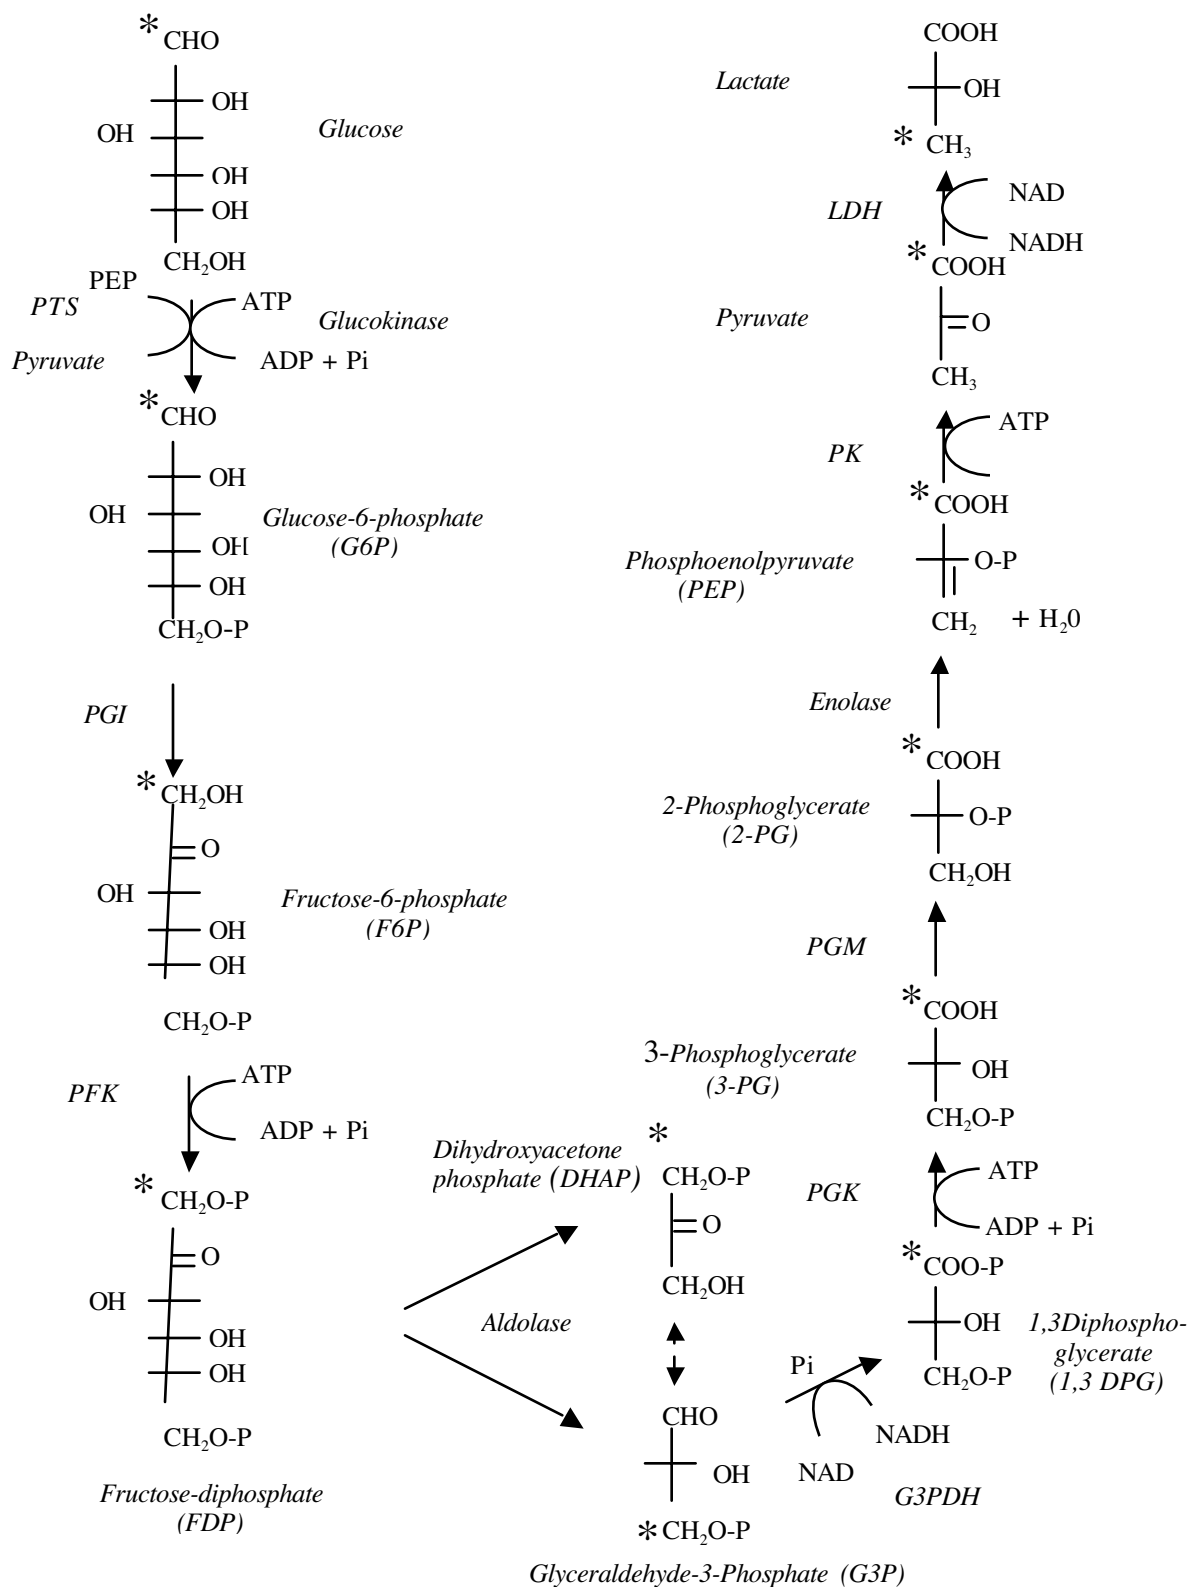 *CHO
OH
OH
Glucose
OH
OH
CH₂OH
PEP
ATP
PTS
Glucokinase
Pyruvate
ADP + Pi
*CHO
OH
OH
Glucose-6-phosphate
(G6P)
OH
OH
CH₂O-P
PGI
*CH₂OH
O
OH
Fructose-6-phosphate
(F6P)
OH
OH
CH₂O-P
ATP
PFK
ADP + Pi
*CH₂O-P
O
OH
OH
OH
CH₂O-P
Fructose-diphosphate
(FDP)
Aldolase
Dihydroxyacetone
phosphate (DHAP)
*
CH₂O-P
O
CH₂OH
CHO
OH
*CH₂O-P
Glyceraldehyde-3-Phosphate (G3P)
Pi
NAD
NADH
G3PDH
*COO-P
OH
CH₂O-P
1,3Diphospho-
glycerate
(1,3 DPG)
PGK
ATP
ADP + Pi
*COOH
OH
CH₂O-P
3-Phosphoglycerate
(3-PG)
PGM
*COOH
O-P
CH₂OH
2-Phosphoglycerate
(2-PG)
Enolase
*COOH
O-P
CH₂
+ H₂0
Phosphoenolpyruvate
(PEP)
PK
ATP
*COOH
O
CH₃
Pyruvate
LDH
NAD
NADH
COOH
OH
*CH₃
Lactate